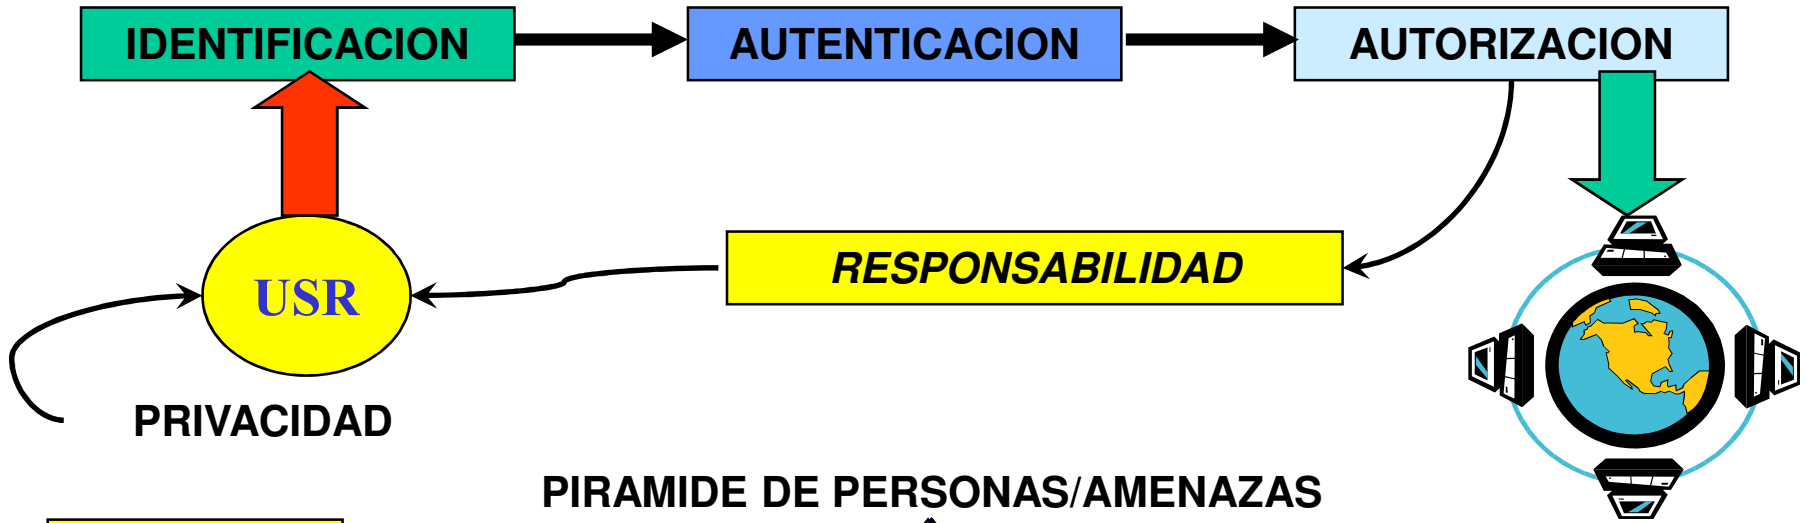 IDENTIFICACION
AUTENTICACION
AUTORIZACION
RESPONSABILIDAD
USR
PRIVACIDAD
PIRAMIDE DE PERSONAS/AMENAZAS